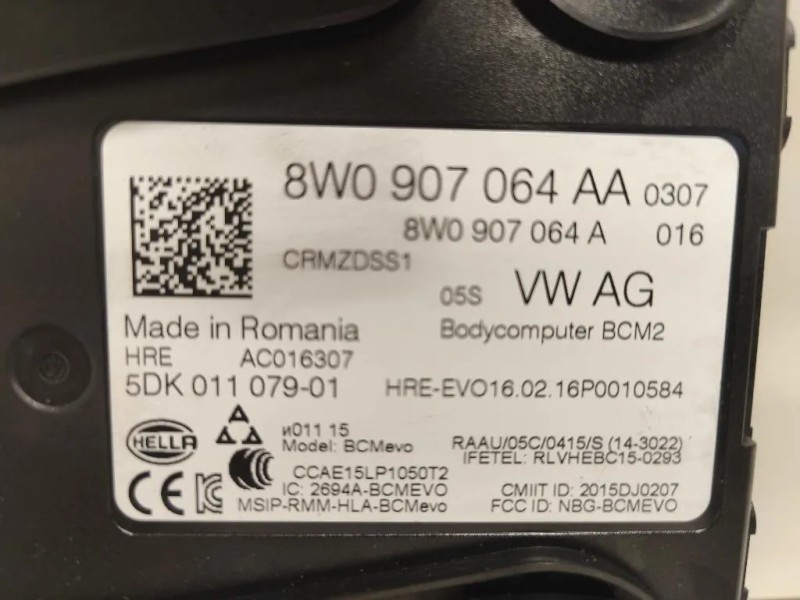 8W0 907 064 AA 0307
8W0 907 064 A 016
CRMZDSS1
05S VW AG
Made in Romania Bodycomputer BCM2
HRE AC016307
5DK 011 079-01 HRE-EVO16.02.16P0010584
HELLA
и011 15
Model: BCMevo
RAAU/05C/0415/S (14-3022)
IFETEL: RLVHEBC15-0293
CCAE15LP1050T2
IC: 2694A-BCMEVO
MSIP-RMM-HLA-BCMevo
CMIIT ID: 2015DJ0207
FCC ID: NBG-BCMEVO
CE